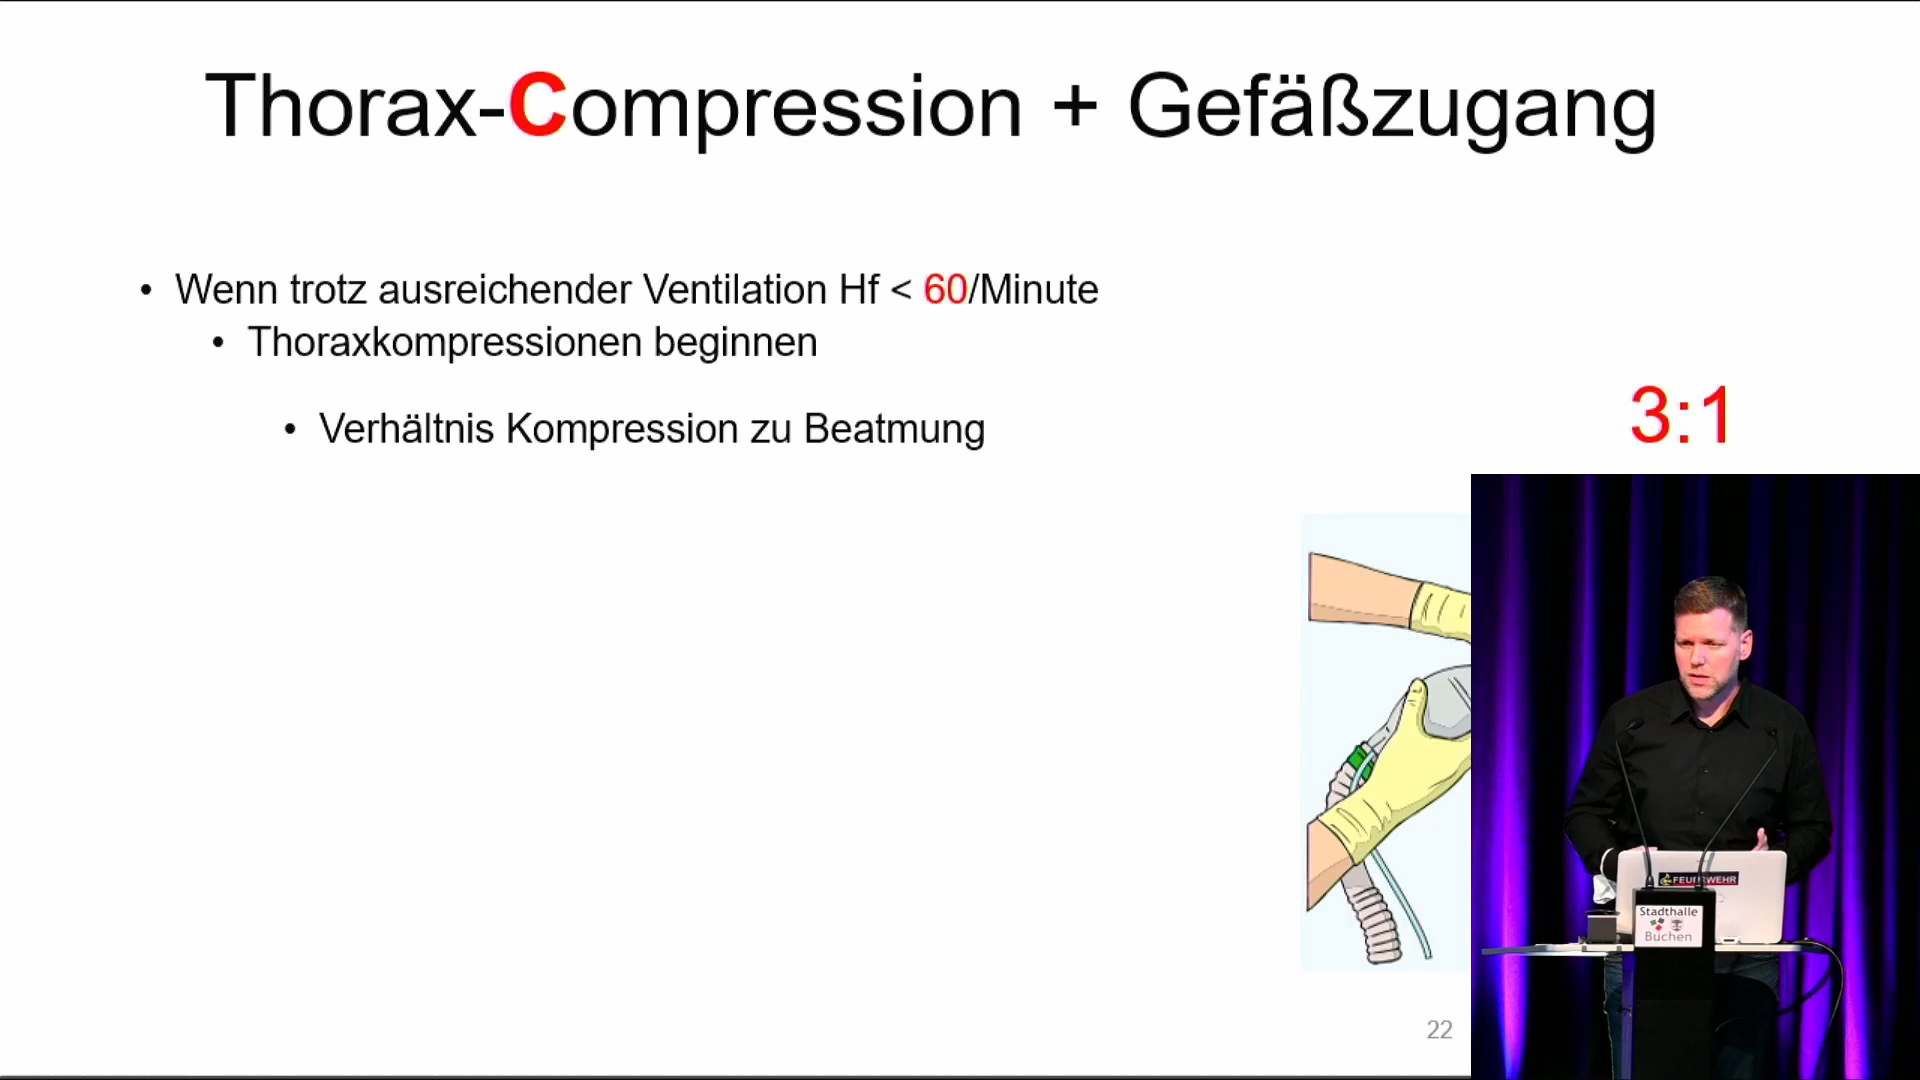 Thorax-Compression + Gefäßzugang
• Wenn trotz ausreichender Ventilation Hf < 60/Minute
• Thoraxkompressionen beginnen
• Verhältnis Kompression zu Beatmung
3:1
FEUERWEHR
Stadthalle
Buchen
22